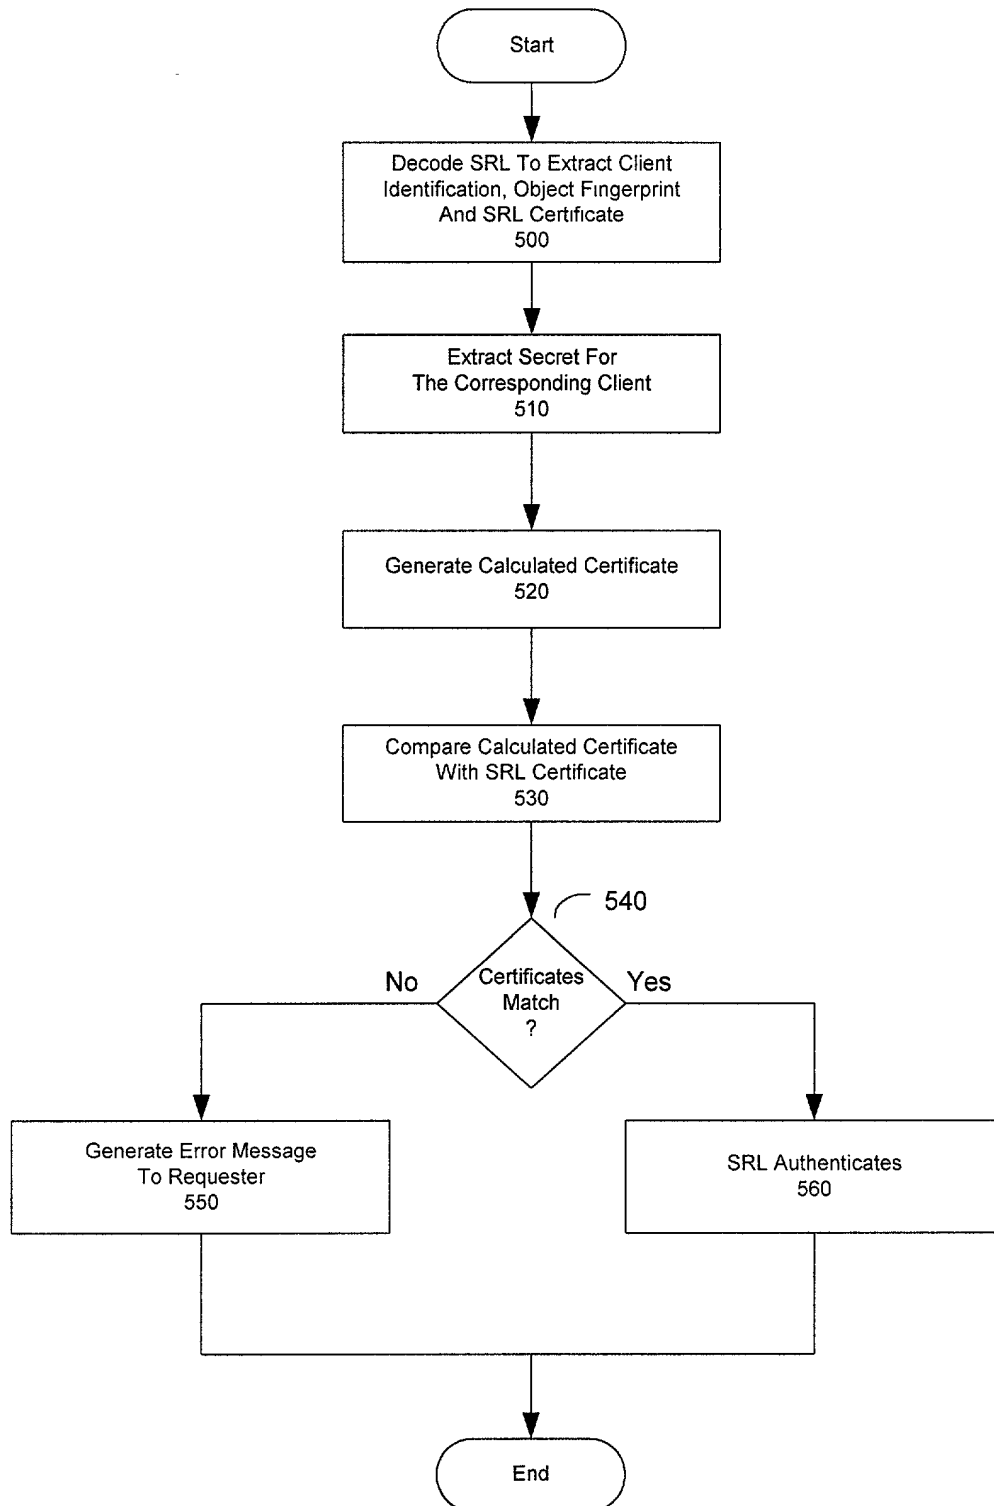 Start
Decode SRL To Extract Client
Identification, Object Fingerprint
And SRL Certificate
500
Extract Secret For
The Corresponding Client
510
Generate Calculated Certificate
520
Compare Calculated Certificate
With SRL Certificate
530
540
No
Certificates
Match
?
Yes
Generate Error Message
To Requester
550
SRL Authenticates
560
End